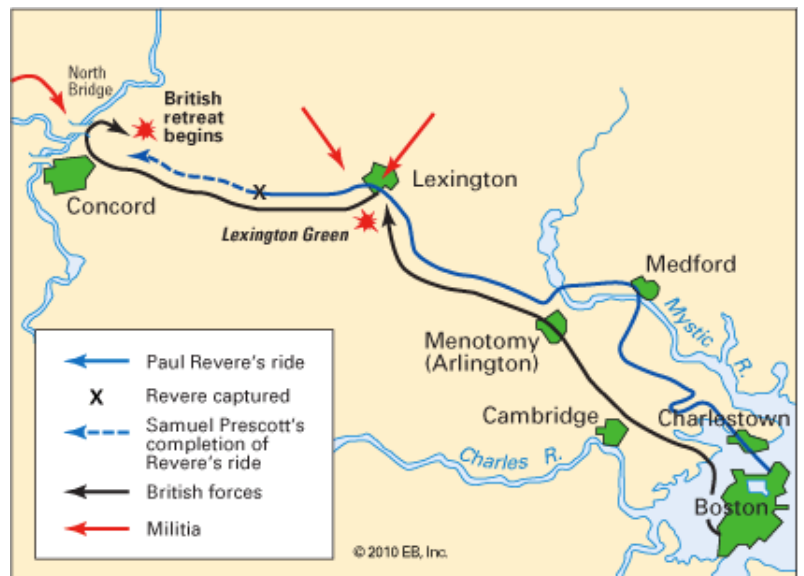 North
Bridge
British
retreat
begins
Concord
Lexington
Lexington Green
Medford
Mystic
R.
Menotomy
(Arlington)
Cambridge
Charlestown
Charles R.
Boston
Paul Revere's ride
X Revere captured
Samuel Prescott's
completion of
Revere's ride
British forces
Militia
© 2010 EB, Inc.
X